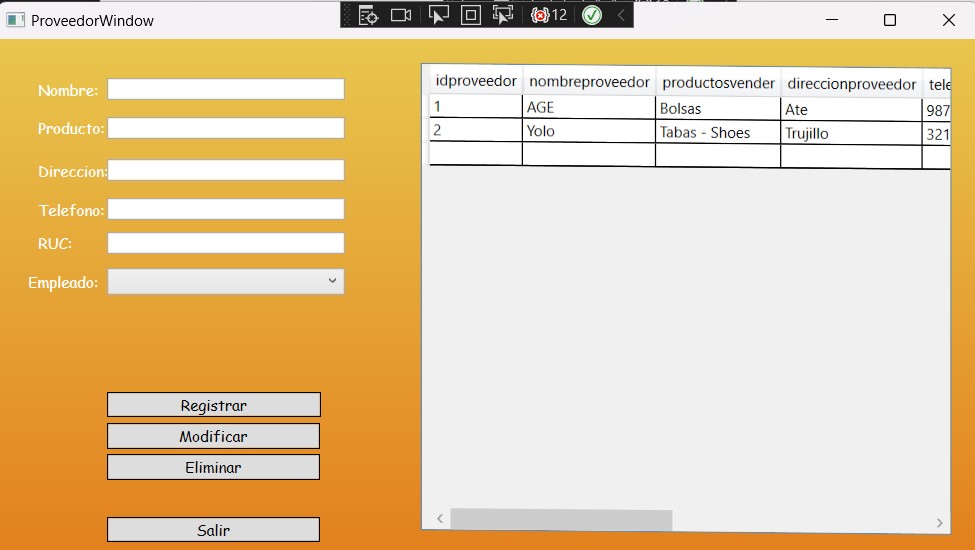 ProveedorWindow
12
Nombre:
Producto:
Direccion:
Telefono:
RUC:
Empleado:
Registrar
Modificar
Eliminar
Salir
idproveedor nombreproveedor productosvender direccionproveedor tele
1 AGE Bolsas Ate 987
2 Yolo Tabas - Shoes Trujillo 321